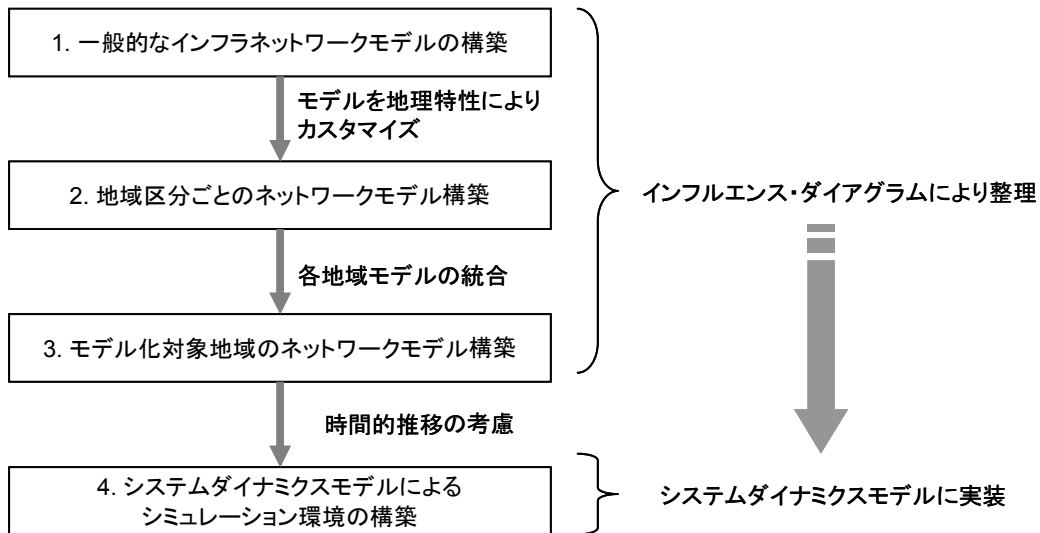 1. 一般的なインフラネットワークモデルの構築
モデルを地理特性により
カスタマイズ
2. 地域区分ごとのネットワークモデル構築
インフルエンス・ダイアグラムにより整理
各地域モデルの統合
3. モデル化対象地域のネットワークモデル構築
時間的推移の考慮
4. システムダイナミクスモデルによる
シミュレーション環境の構築
システムダイナミクスモデルに実装